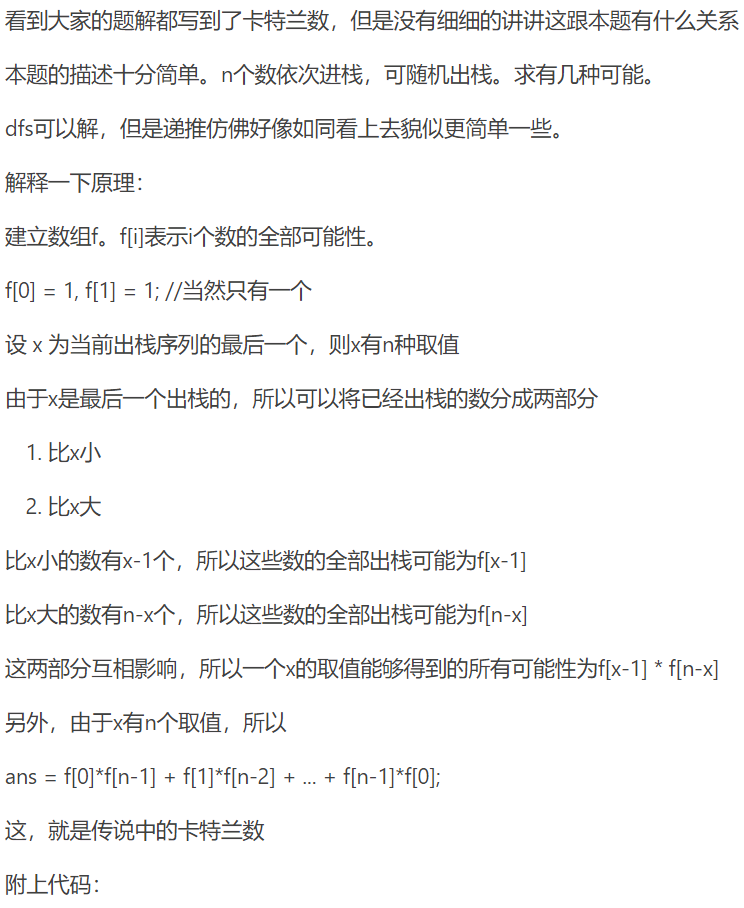 看到大家的题解都写到了卡特兰数，但是没有细细的讲讲这跟本题有什么关系
本题的描述十分简单。n个数依次进栈，可随机出栈。求有几种可能。
dfs可以解，但是递推仿佛好像如同看上去貌似更简单一些。
解释一下原理：
建立数组f。f[i]表示i个数的全部可能性。
f[0] = 1, f[1] = 1; //当然只有一个
设 x 为当前出栈序列的最后一个，则x有n种取值
由于x是最后一个出栈的，所以可以将已经出栈的数分成两部分
1. 比x小
2. 比x大
比x小的数有x-1个，所以这些数的全部出栈可能为f[x-1]
比x大的数有n-x个，所以这些数的全部出栈可能为f[n-x]
这两部分互相影响，所以一个x的取值能够得到的所有可能性为f[x-1] * f[n-x]
另外，由于x有n个取值，所以
ans = f[0]*f[n-1] + f[1]*f[n-2] + ... + f[n-1]*f[0];
这，就是传说中的卡特兰数
附上代码：